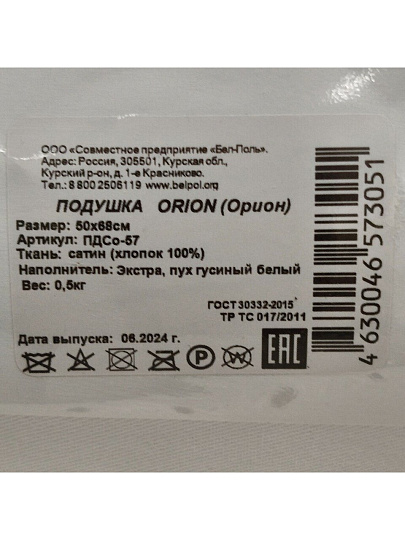 ООО «Совместное предприятие «Бел-Поль».
Адрес: Россия, 305501, Курская обл.,
Курский р-он, д. 1-е Красниково.
Тел.: 8 800 2506119 www.belpol.org
ПОДУШКА ORION (Орион)
Размер: 50х68см
Артикул: ПДСо-57
Ткань: сатин (хлопок 100%)
Наполнитель: Экстра, пух гусиный белый
Вес: 0,5кг
ГОСТ 30332-2015
ТР ТС 017/2011
Дата выпуска: 06.2024 г.
P W EAC
4 630046 573051